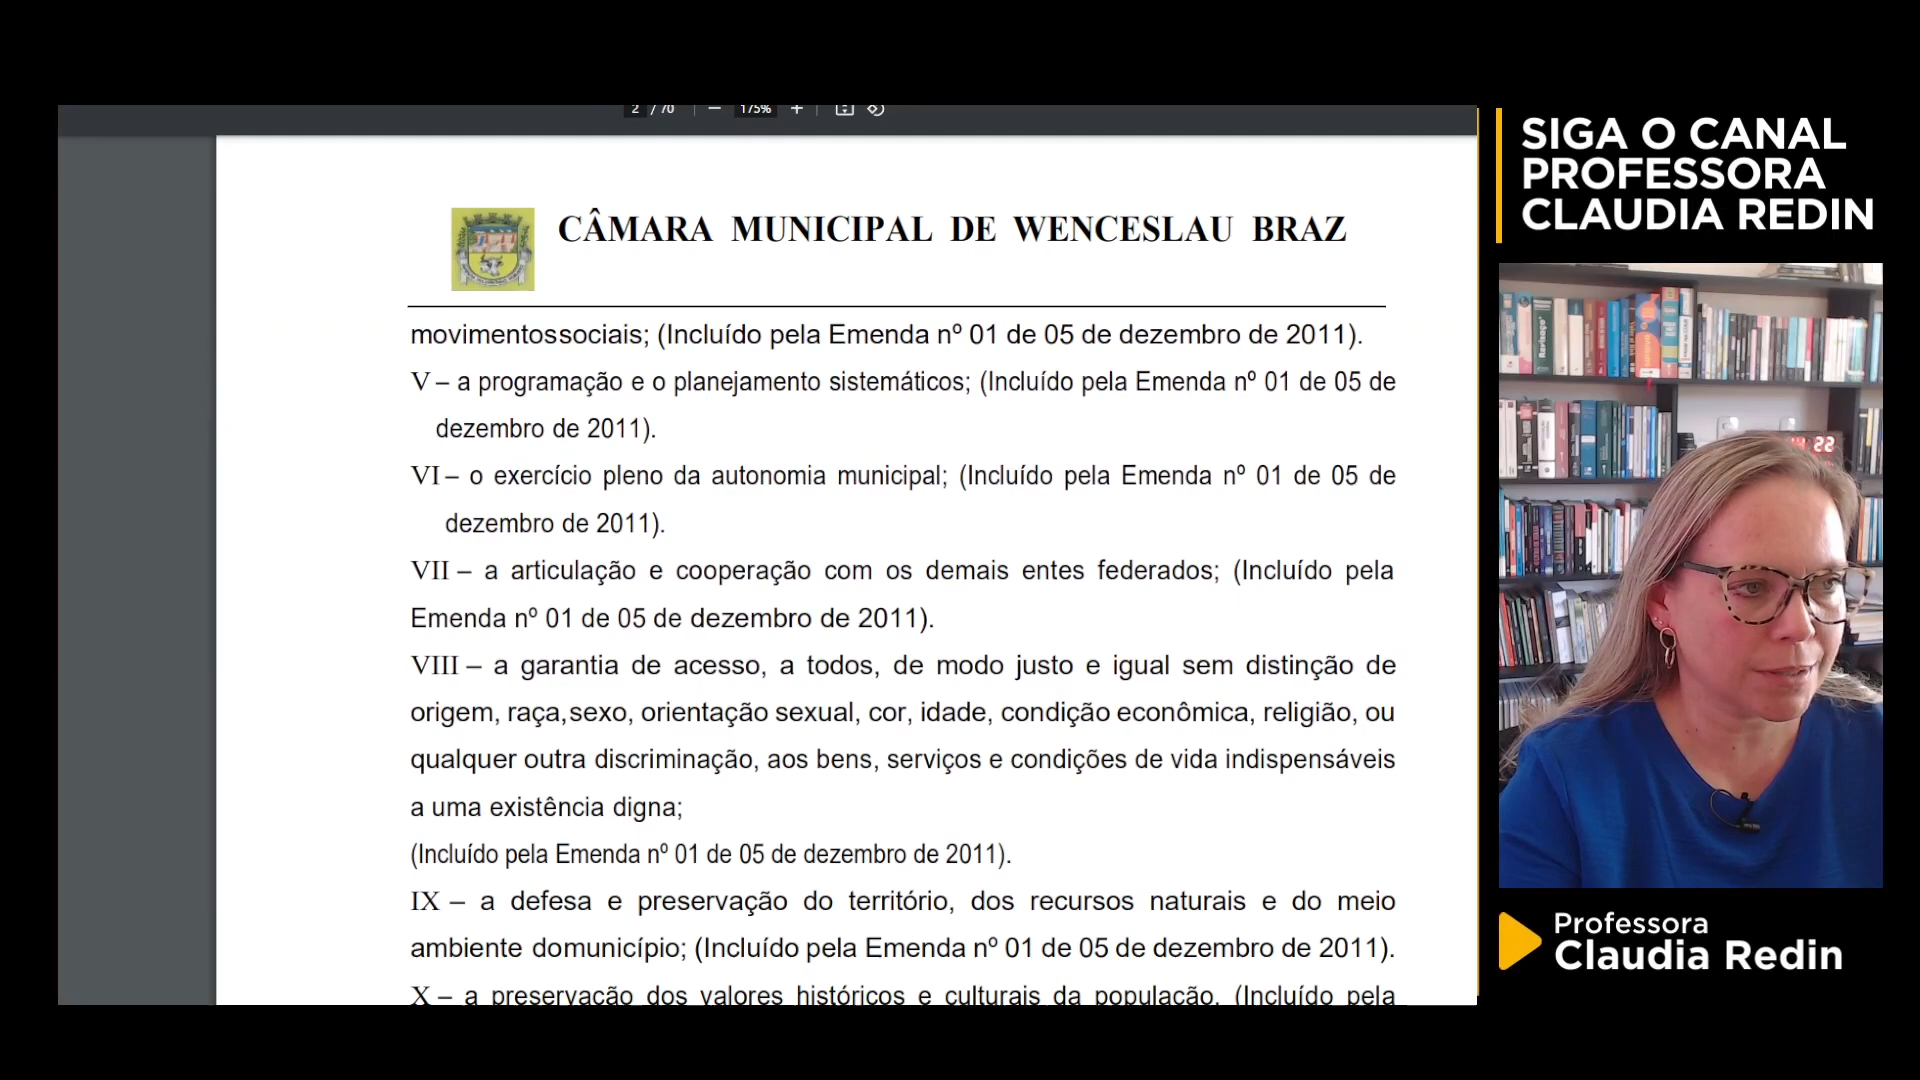 2 / 70 — 175% +
CÂMARA MUNICIPAL DE WENCESLAU BRAZ
movimentossociais; (Incluído pela Emenda nº 01 de 05 de dezembro de 2011).
V – a programação e o planejamento sistemáticos; (Incluído pela Emenda nº 01 de 05 de
dezembro de 2011).
VI – o exercício pleno da autonomia municipal; (Incluído pela Emenda nº 01 de 05 de
dezembro de 2011).
VII – a articulação e cooperação com os demais entes federados; (Incluído pela
Emenda nº 01 de 05 de dezembro de 2011).
VIII – a garantia de acesso, a todos, de modo justo e igual sem distinção de
origem, raça,sexo, orientação sexual, cor, idade, condição econômica, religião, ou
qualquer outra discriminação, aos bens, serviços e condições de vida indispensáveis
a uma existência digna;
(Incluído pela Emenda nº 01 de 05 de dezembro de 2011).
IX – a defesa e preservação do território, dos recursos naturais e do meio
ambiente domunicípio; (Incluído pela Emenda nº 01 de 05 de dezembro de 2011).
X – a preservação dos valores históricos e culturais da população. (Incluído pela
SIGA O CANAL
PROFESSORA
CLAUDIA REDIN
22
Professora
Claudia Redin